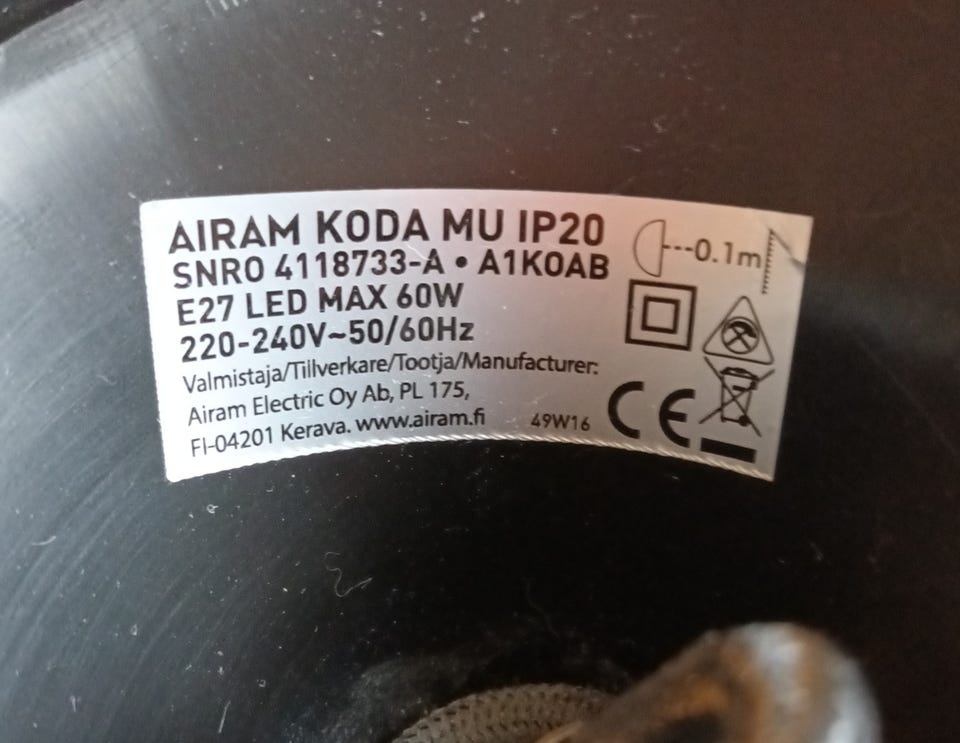 AIRAM KODA MU IP20
SNRO 4118733-A • A1KOAB
E27 LED MAX 60W
220-240V~50/60Hz
Valmistaja/Tillverkare/Tootja/Manufacturer:
Airam Electric Oy Ab, PL 175,
FI-04201 Kerava. www.airam.fi
49W16
CE
0.1m